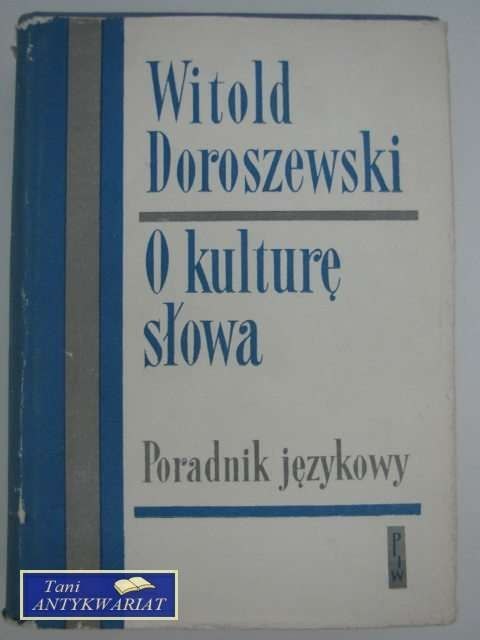 Witold
Doroszewski
O kulturę
słowa
Poradnik językowy
PIW
Tani
ANTYKWARIAT